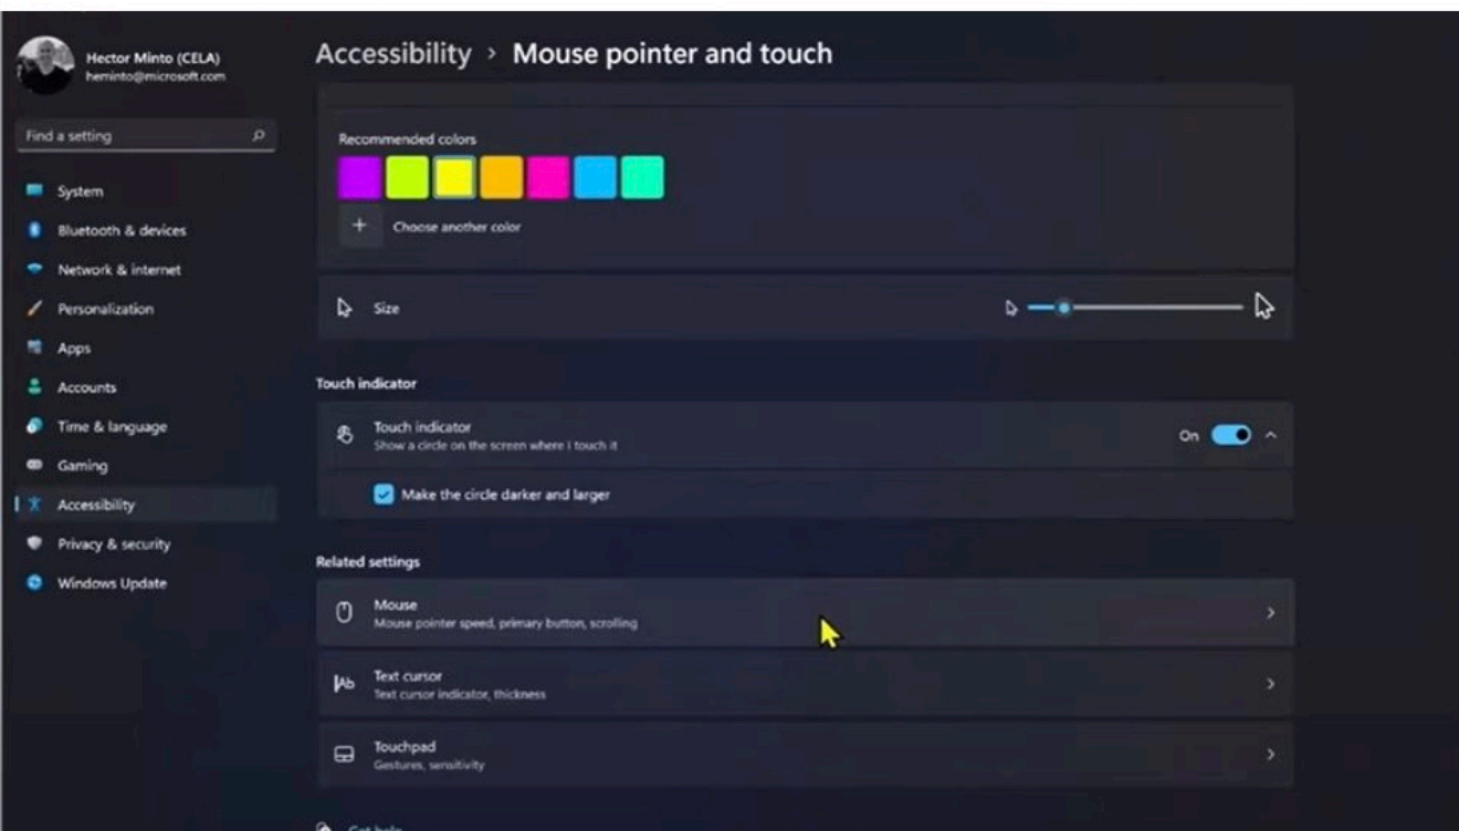 Hector Minto (CELA)
heminto@microsoft.com
Find a setting
System
Bluetooth & devices
Network & internet
Personalization
Apps
Accounts
Time & language
Gaming
Accessibility
Privacy & security
Windows Update
Accessibility > Mouse pointer and touch
Recommended colors
+ Choose another color
Size
Touch indicator
Touch indicator
Show a circle on the screen where I touch it
On
Make the circle darker and larger
Related settings
Mouse
Mouse pointer speed, primary button, scrolling
Text cursor
Text cursor indicator, thickness
Touchpad
Gestures, sensitivity
Get help